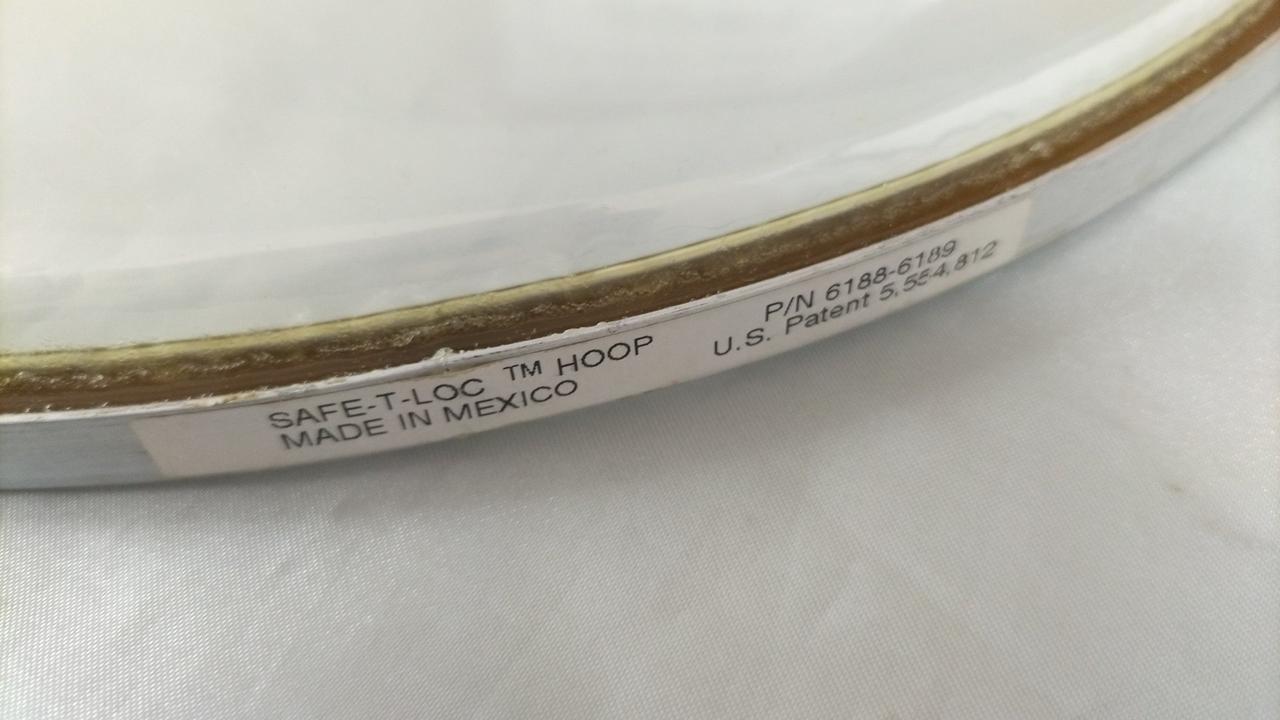 SAFE-T-LOC TM HOOP
MADE IN MEXICO
P/N 6188-6189
U.S. Patent 5,554,812